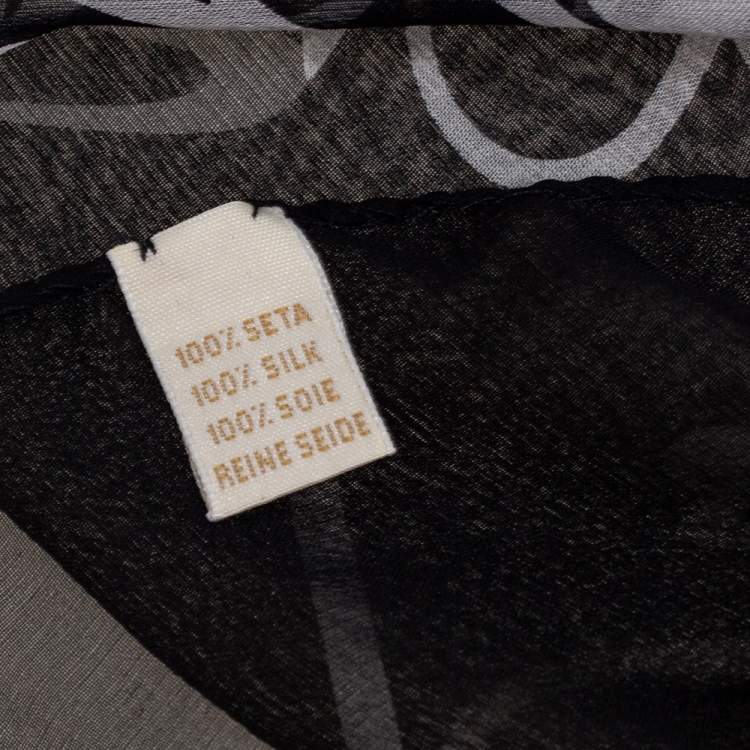 100% SETA
100% SILK
100% SOIE
REINE SEIDE